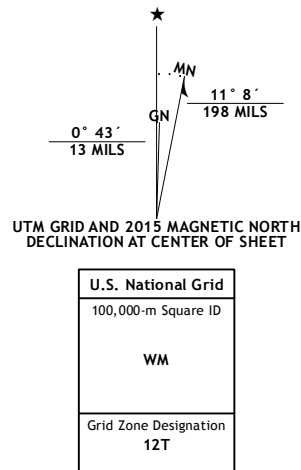 MN
GN
11° 8´
198 MILS
0° 43´
13 MILS
UTM GRID AND 2015 MAGNETIC NORTH
DECLINATION AT CENTER OF SHEET
U.S. National Grid
100,000-m Square ID
WM
Grid Zone Designation
12T